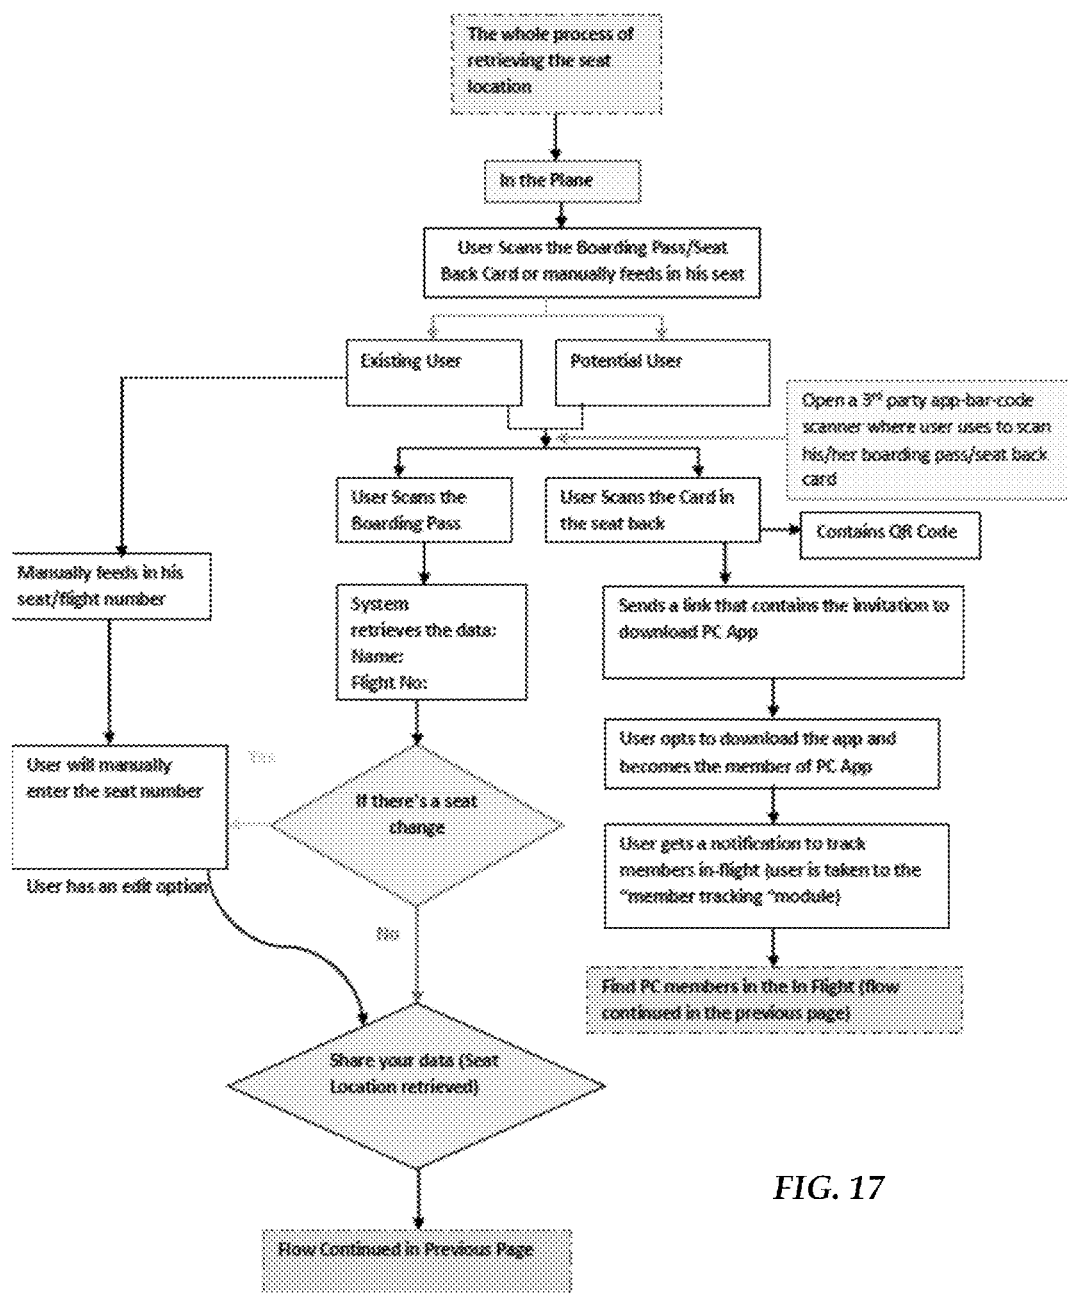 The whole process of
retrieving the seat
location
In the Plane
User Scans the Boarding Pass/Seat
Back Card or manually feeds in his seat
Existing User
Potential User
Open a 3rd party app-bar-code
scanner where user uses to scan
his/her boarding pass/seat back
card
User Scans the
Boarding Pass
User Scans the Card in
the seat back
Contains QR Code
Manually feeds in his
seat/flight number
System
retrieves the data:
Name:
Flight No:
Sends a link that contains the invitation to
download PC App
User opts to download the app and
becomes the member of PC App
User will manually
enter the seat number
Yes
If there's a seat
change
User gets a notification to track
members in-flight (user is taken to the
"member tracking "module)
User has an edit option
No
Find PC members in the In Flight (flow
continued in the previous page)
Share your data (Seat
Location retrieved)
FIG. 17
Flow Continued in Previous Page